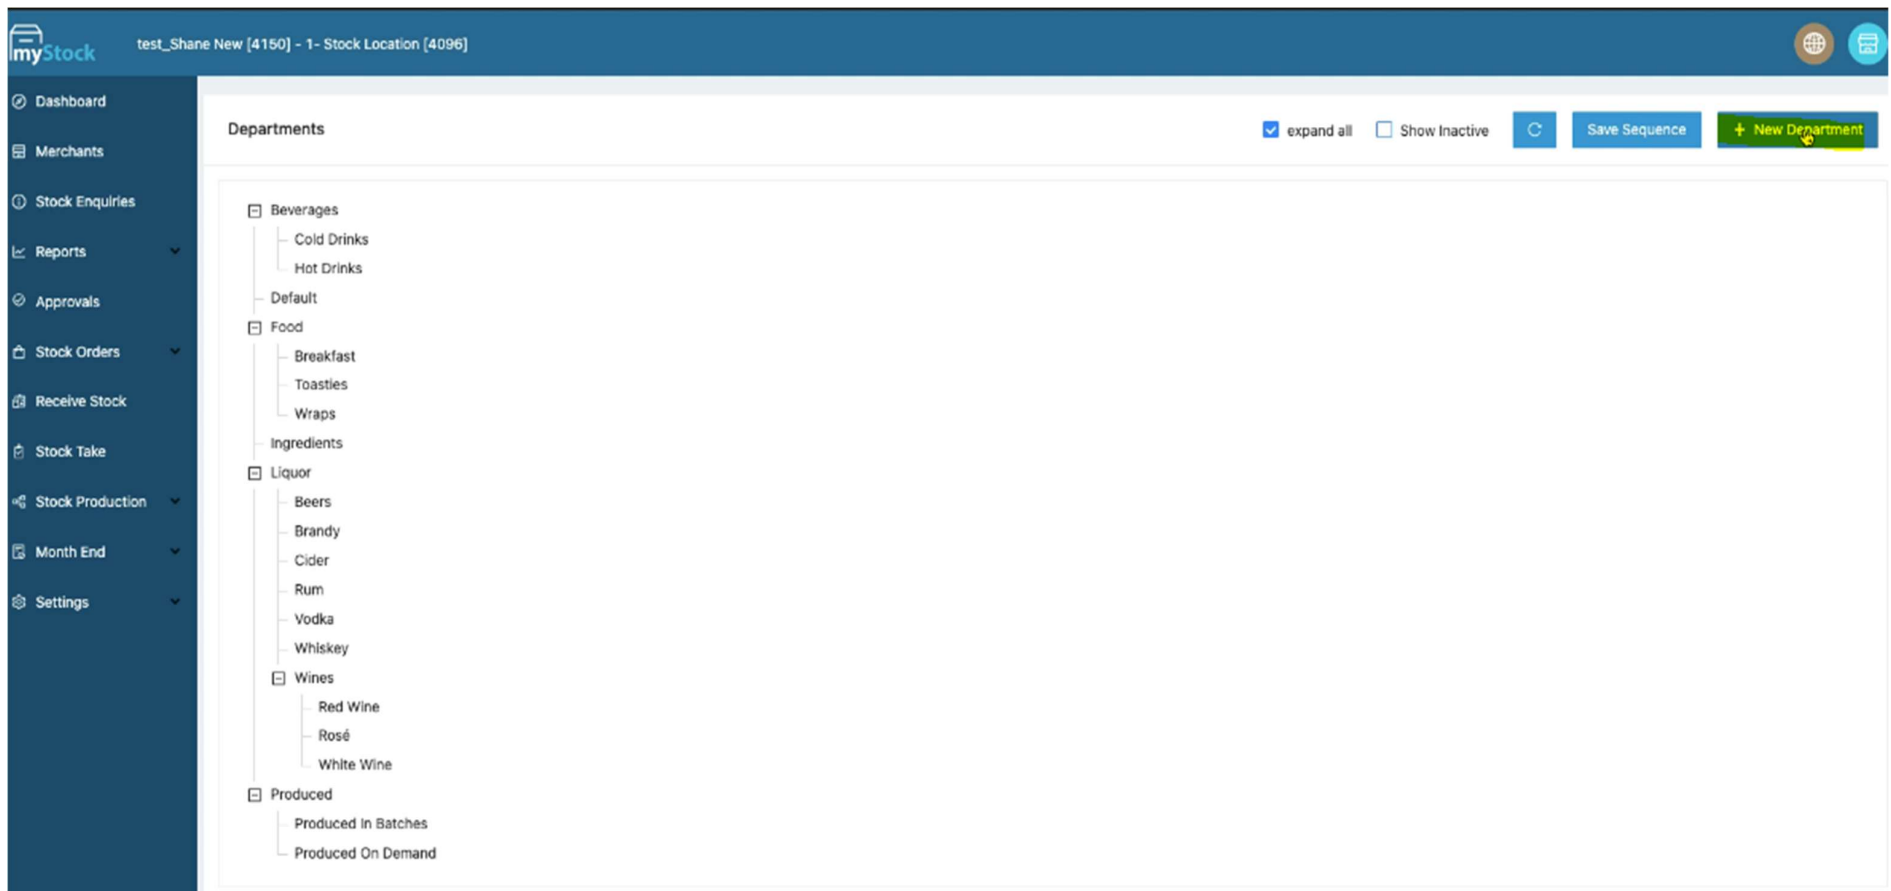 myStock
test_Shane New [4150] - 1- Stock Location [4096]
Dashboard
Merchants
Stock Enquiries
Reports
Approvals
Stock Orders
Receive Stock
Stock Take
Stock Production
Month End
Settings
Departments
expand all
Show Inactive
Save Sequence
+ New Department
Beverages
Cold Drinks
Hot Drinks
Default
Food
Breakfast
Toasties
Wraps
Ingredients
Liquor
Beers
Brandy
Cider
Rum
Vodka
Whiskey
Wines
Red Wine
Rosé
White Wine
Produced
Produced In Batches
Produced On Demand